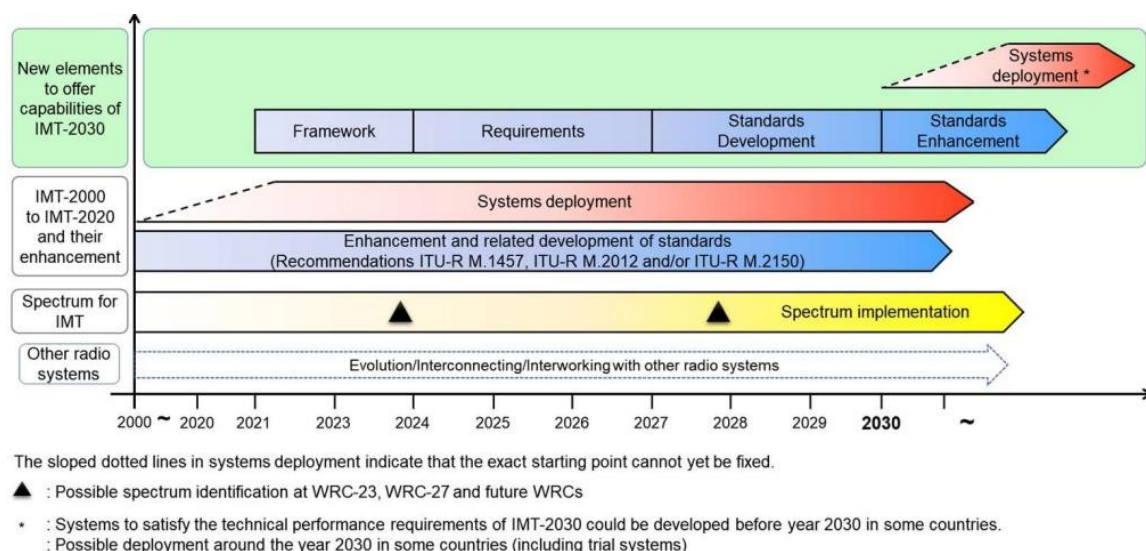 New elements
to offer
capabilities of
IMT-2030
Systems
deployment *
Framework
Requirements
Standards
Development
Standards
Enhancement
IMT-2000
to IMT-2020
and their
enhancement
Systems deployment
Enhancement and related development of standards
(Recommendations ITU-R M.1457, ITU-R M.2012 and/or ITU-R M.2150)
Spectrum for
IMT
Spectrum implementation
Other radio
systems
Evolution/Interconnecting/Interworking with other radio systems
2000 ~ 2020 2021 2023 2024 2025 2026 2027 2028 2029 2030 ~
The sloped dotted lines in systems deployment indicate that the exact starting point cannot yet be fixed.
▲ : Possible spectrum identification at WRC-23, WRC-27 and future WRCs
* : Systems to satisfy the technical performance requirements of IMT-2030 could be developed before year 2030 in some countries.
: Possible deployment around the year 2030 in some countries (including trial systems)